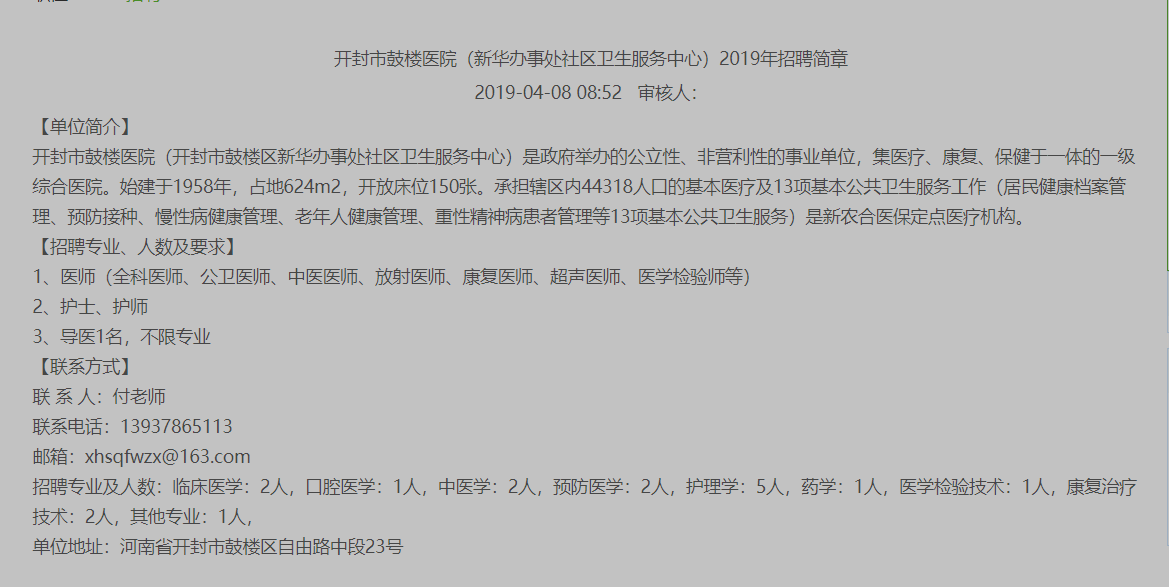 开封市鼓楼医院（新华办事处社区卫生服务中心）2019年招聘简章
2019-04-08 08:52 审核人：
【单位简介】
开封市鼓楼医院（开封市鼓楼区新华办事处社区卫生服务中心）是政府举办的公立性、非营利性的事业单位，集医疗、康复、保健于一体的一级
综合医院。始建于1958年，占地624m2，开放床位150张。承担辖区内44318人口的基本医疗及13项基本公共卫生服务工作（居民健康档案管
理、预防接种、慢性病健康管理、老年人健康管理、重性精神病患者管理等13项基本公共卫生服务）是新农合医保定点医疗机构。
【招聘专业、人数及要求】
1、医师（全科医师、公卫医师、中医医师、放射医师、康复医师、超声医师、医学检验师等）
2、护士、护师
3、导医1名，不限专业
【联系方式】
联 系 人：付老师
联系电话：13937865113
邮箱：xhsqfwzx@163.com
招聘专业及人数：临床医学：2人，口腔医学：1人，中医学：2人，预防医学：2人，护理学：5人，药学：1人，医学检验技术：1人，康复治疗
技术：2人，其他专业：1人，
单位地址：河南省开封市鼓楼区自由路中段23号